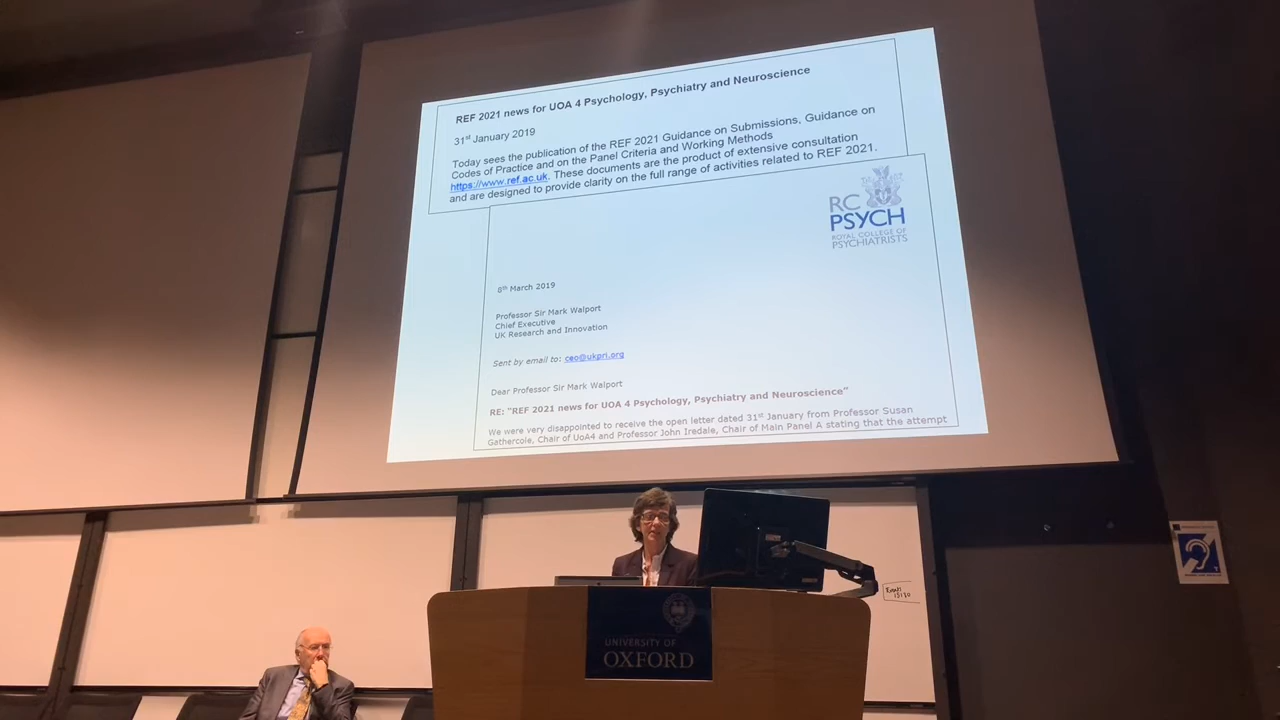 REF 2021 news for UOA 4 Psychology, Psychiatry and Neuroscience
31st January 2019
Today sees the publication of the REF 2021 Guidance on Submissions, Guidance on
Codes of Practice and on the Panel Criteria and Working Methods
https://www.ref.ac.uk. These documents are the product of extensive consultation
and are designed to provide clarity on the full range of activities related to REF 2021.
RC
PSYCH
ROYAL COLLEGE OF
PSYCHIATRISTS
8th March 2019
Professor Sir Mark Walport
Chief Executive
UK Research and Innovation
Sent by email to: ceo@ukpri.org
Dear Professor Sir Mark Walport
RE: "REF 2021 news for UOA 4 Psychology, Psychiatry and Neuroscience"
We were very disappointed to receive the open letter dated 31st January from Professor Susan
Gathercole, Chair of UoA4 and Professor John Iredale, Chair of Main Panel A stating that the attempt
UNIVERSITY OF
OXFORD